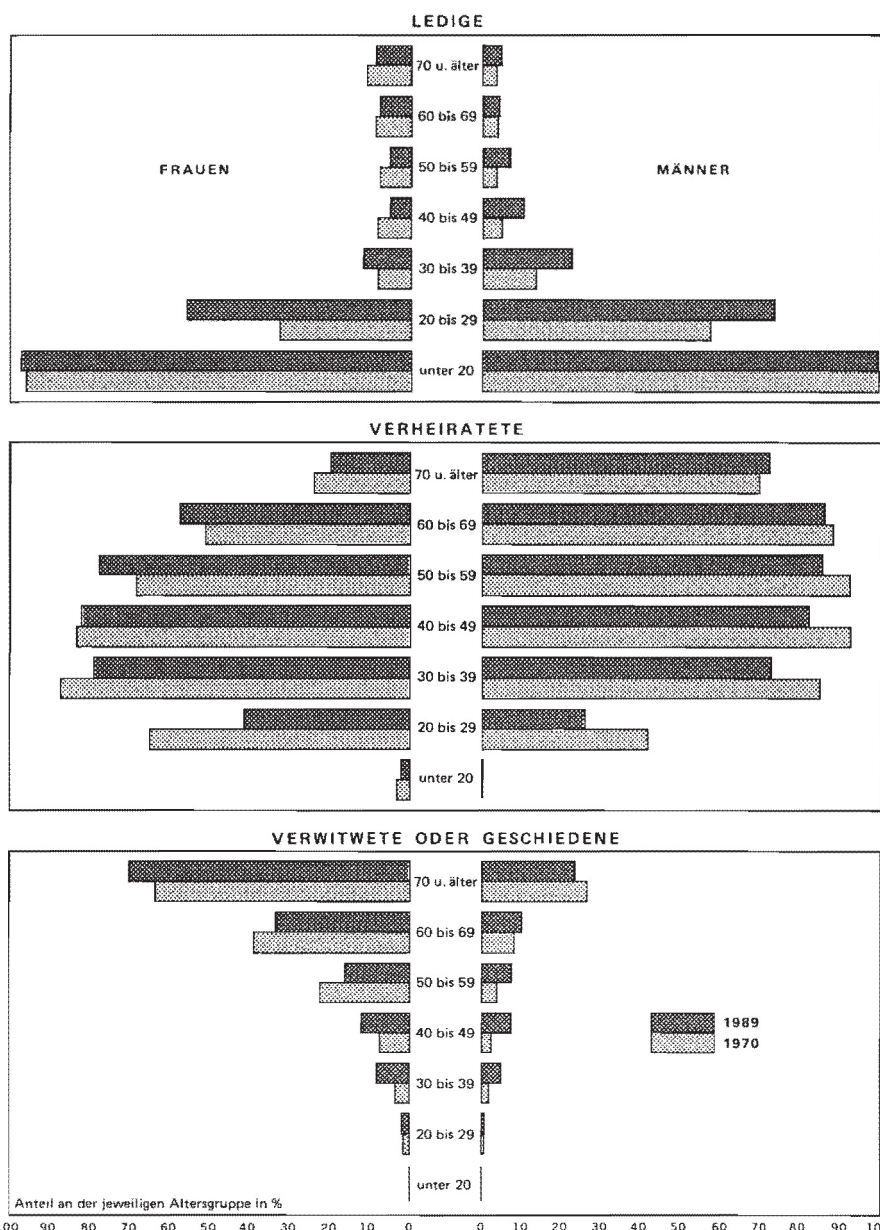 LEDIGE
70 u. älter
60 bis 69
FRAUEN
50 bis 59
MÄNNER
40 bis 49
30 bis 39
20 bis 29
unter 20
VERHEIRATETE
70 u. älter
60 bis 69
50 bis 59
40 bis 49
30 bis 39
20 bis 29
unter 20
VERWITWETE ODER GESCHIEDENE
70 u. älter
60 bis 69
50 bis 59
40 bis 49
1989
1970
30 bis 39
20 bis 29
unter 20
Anteil an der jeweiligen Altersgruppe in %
90 80 70 60 50 40 30 20 10 0 0 10 20 30 40 50 60 70 80 90